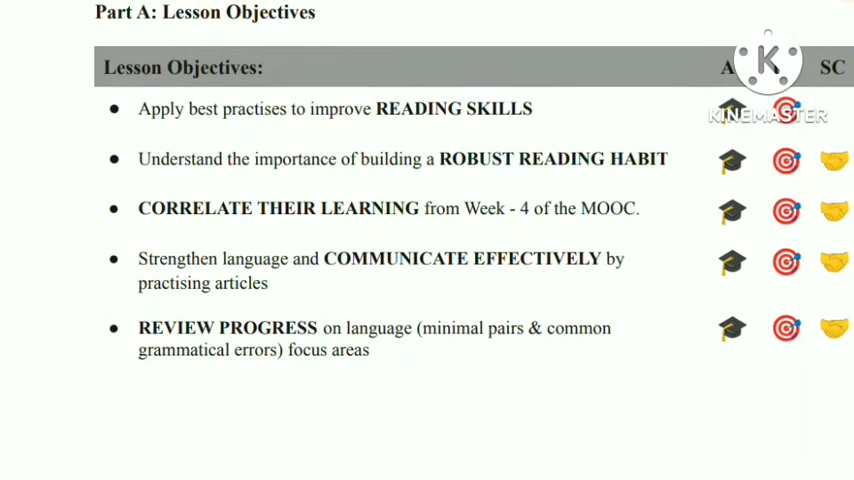 Part A: Lesson Objectives
Lesson Objectives: A SC
K
KINEMASTER
● Apply best practises to improve READING SKILLS
● Understand the importance of building a ROBUST READING HABIT
● CORRELATE THEIR LEARNING from Week - 4 of the MOOC.
● Strengthen language and COMMUNICATE EFFECTIVELY by
practising articles
● REVIEW PROGRESS on language (minimal pairs & common
grammatical errors) focus areas